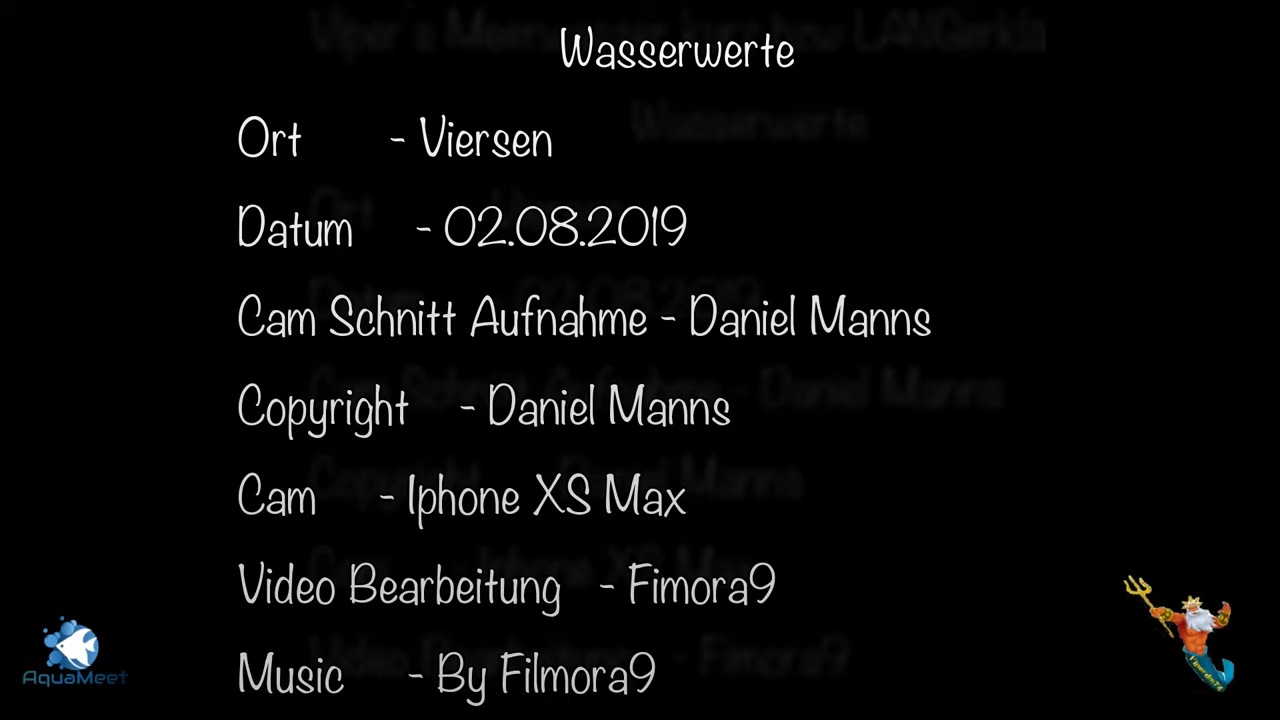 Wasserwerte
Ort - Viersen
Datum - 02.08.2019
Cam Schnitt Aufnahme - Daniel Manns
Copyright - Daniel Manns
Cam - Iphone XS Max
Video Bearbeitung - Fimora9
Music - By Filmora9
AquaMeet